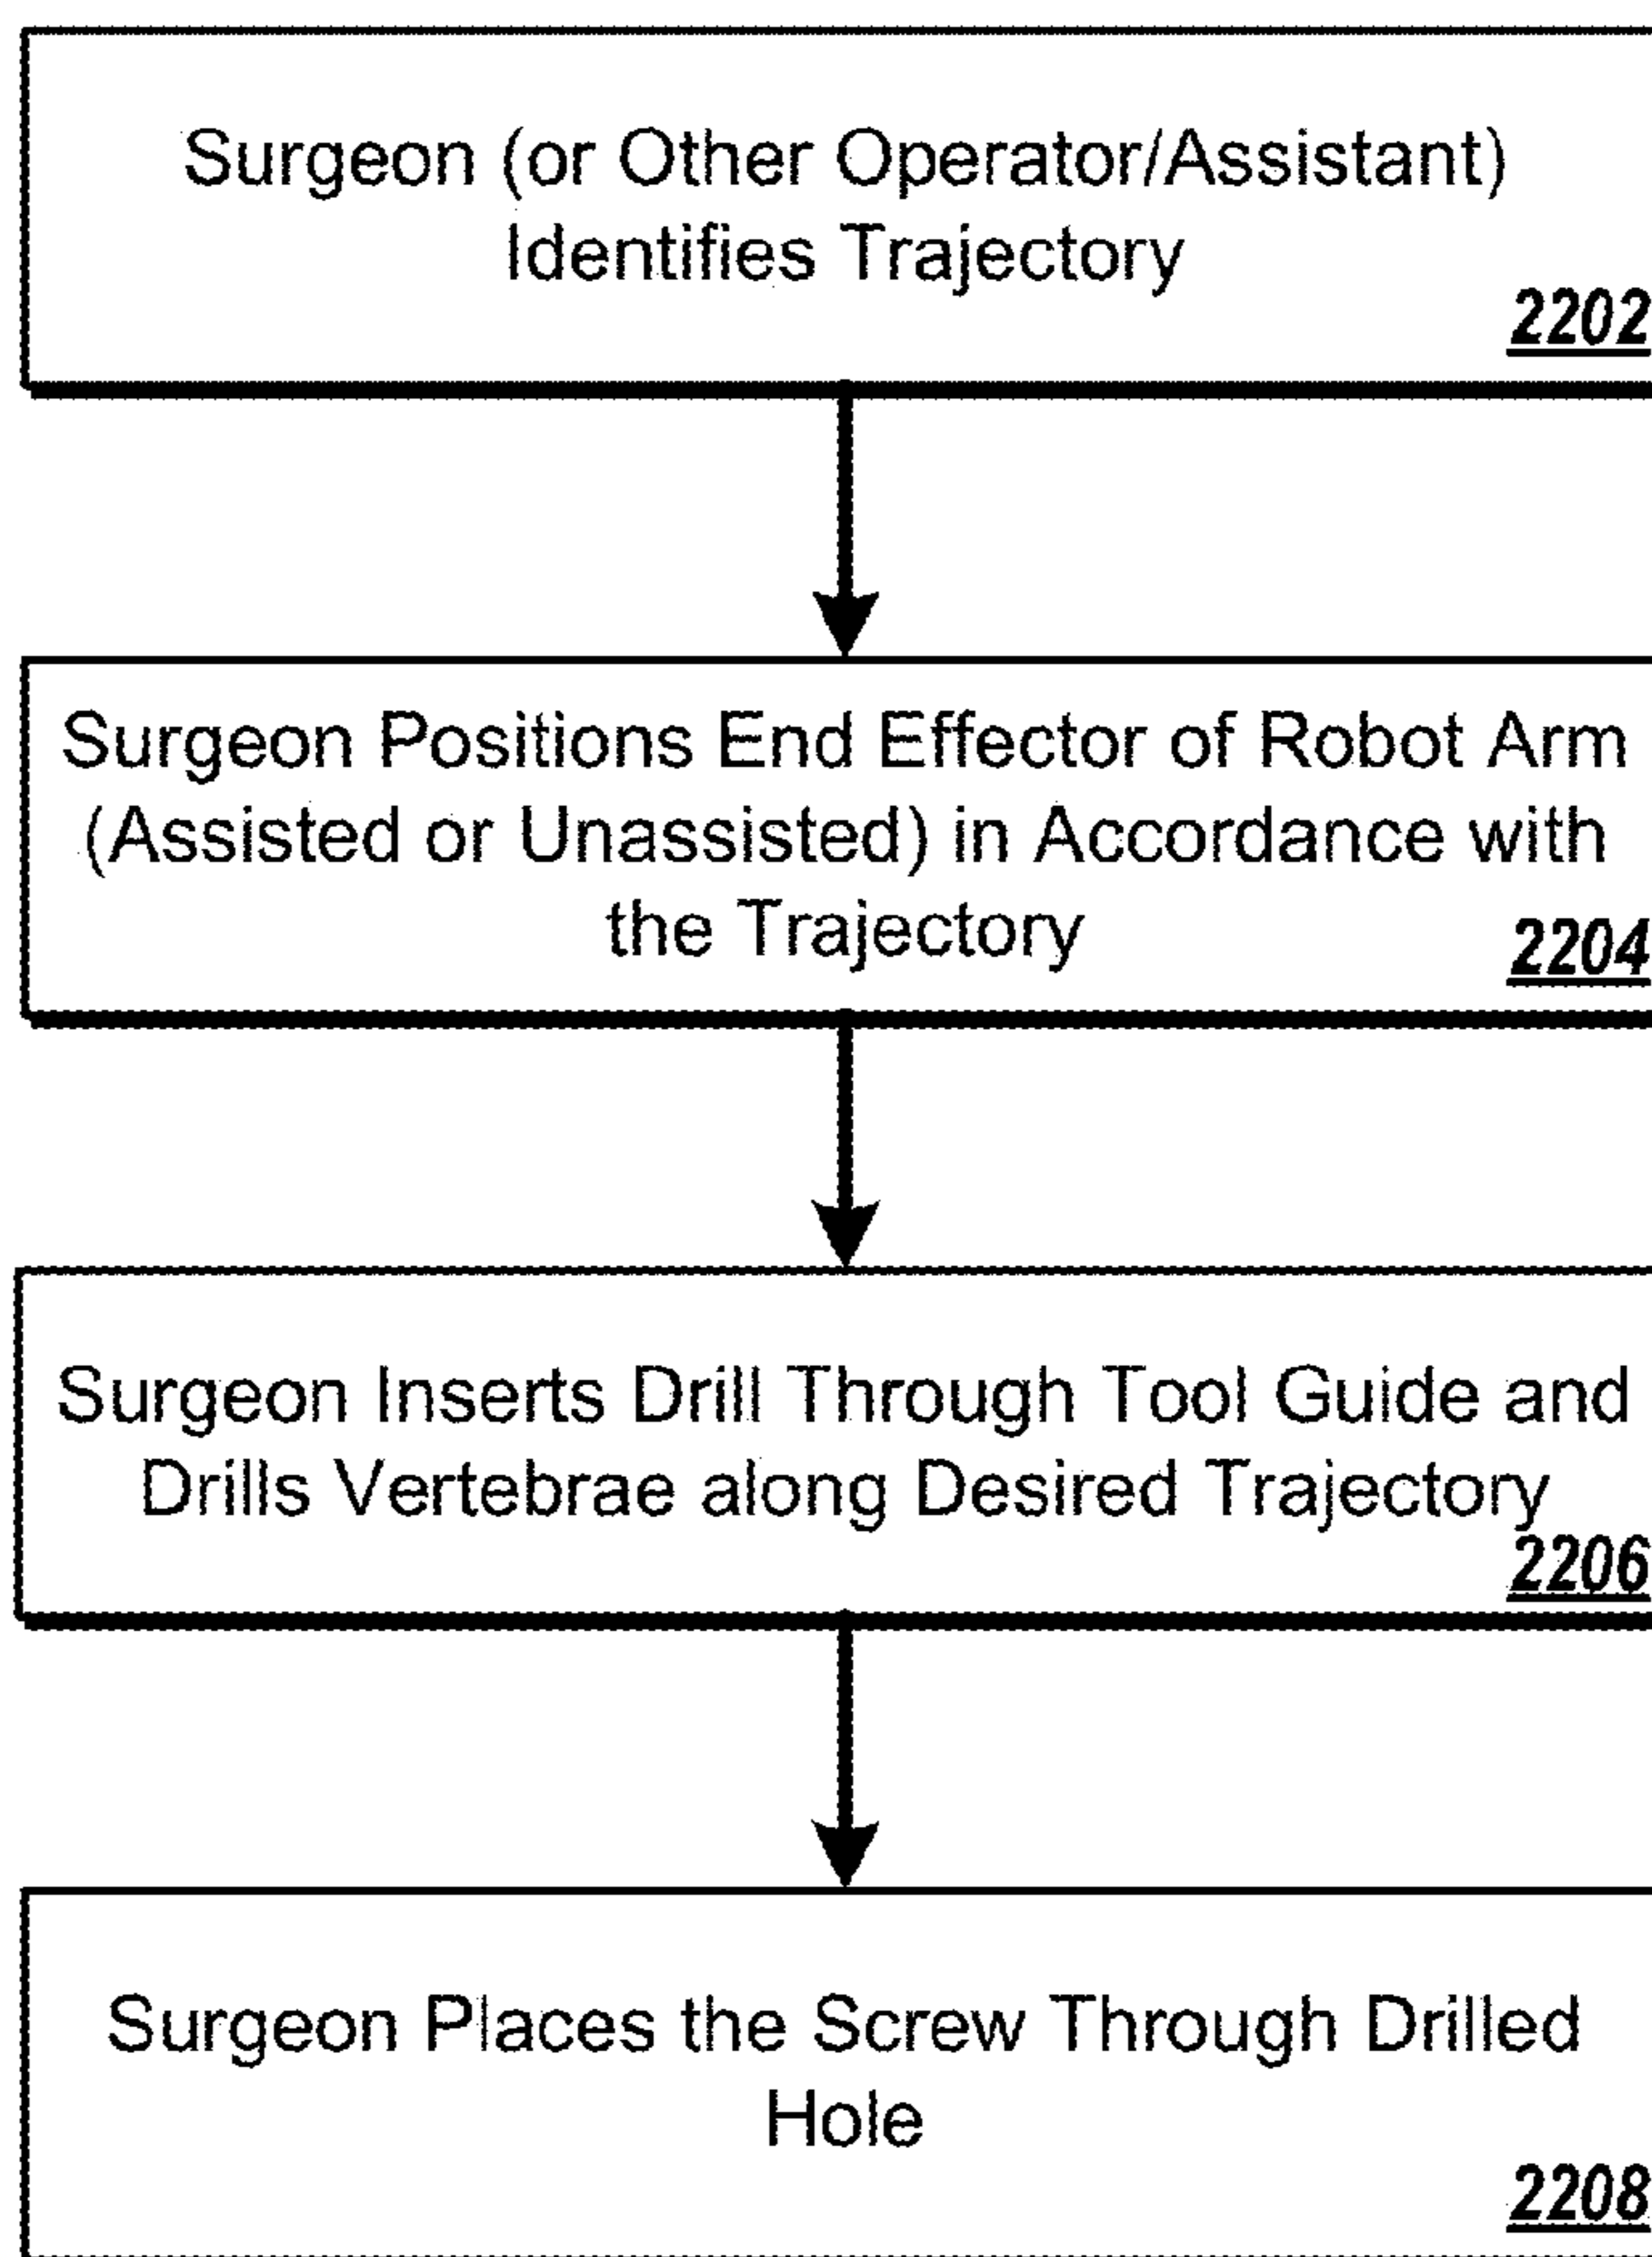 Surgeon (or Other Operator/Assistant)
Identifies Trajectory
2202
Surgeon Positions End Effector of Robot Arm
(Assisted or Unassisted) in Accordance with
the Trajectory
2204
Surgeon Inserts Drill Through Tool Guide and
Drills Vertebrae along Desired Trajectory
2206
Surgeon Places the Screw Through Drilled
Hole
2208